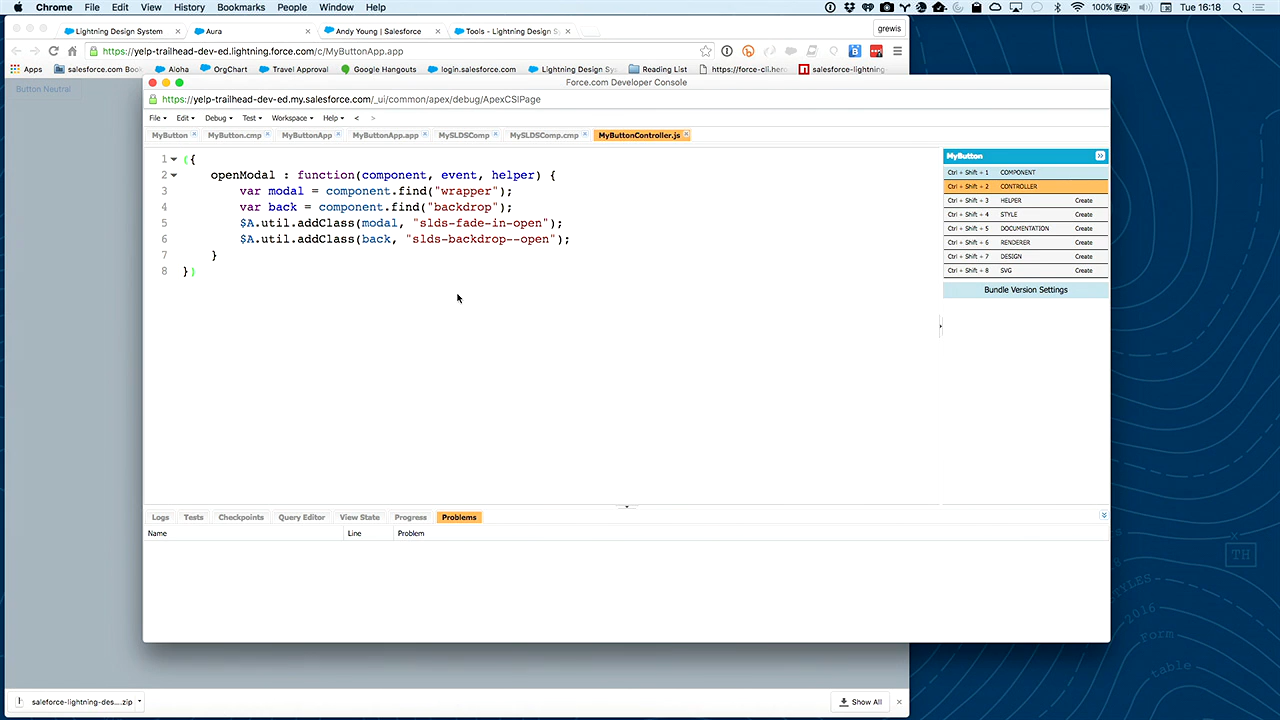 Chrome File Edit View History Bookmarks People Window Help 100% Tue 16:18
Lightning Design System Aura Andy Young | Salesforce Tools - Lightning Design Sy grewis
https://yelp-trailhead-dev-ed.lightning.force.com/c/MyButtonApp.app
Apps salesforce.com Boo Aloha OrgChart Travel Approval Google Hangouts login.salesforce.com Lightning Design Sys Reading List https://force-cli.hero salesforce-lightning
Button Neutral
Force.com Developer Console
https://yelp-trailhead-dev-ed.my.salesforce.com/_ui/common/apex/debug/ApexCSIPage
File Edit Debug Test Workspace Help < >
MyButton MyButton.cmp MyButtonApp MyButtonApp.app MySLDSComp MySLDSComp.cmp MyButtonController.js
1 ({
2 openModal : function(component, event, helper) {
3 var modal = component.find("wrapper");
4 var back = component.find("backdrop");
5 $A.util.addClass(modal, "slds-fade-in-open");
6 $A.util.addClass(back, "slds-backdrop--open");
7 }
8 })
MyButton
Ctrl + Shift + 1 COMPONENT
Ctrl + Shift + 2 CONTROLLER
Ctrl + Shift + 3 HELPER Create
Ctrl + Shift + 4 STYLE Create
Ctrl + Shift + 5 DOCUMENTATION Create
Ctrl + Shift + 6 RENDERER Create
Ctrl + Shift + 7 DESIGN Create
Ctrl + Shift + 8 SVG Create
Bundle Version Settings
Logs Tests Checkpoints Query Editor View State Progress Problems
Name Line Problem
TH
STYLES
2016
Form
table
saleforce-lightning-des....zip Show All